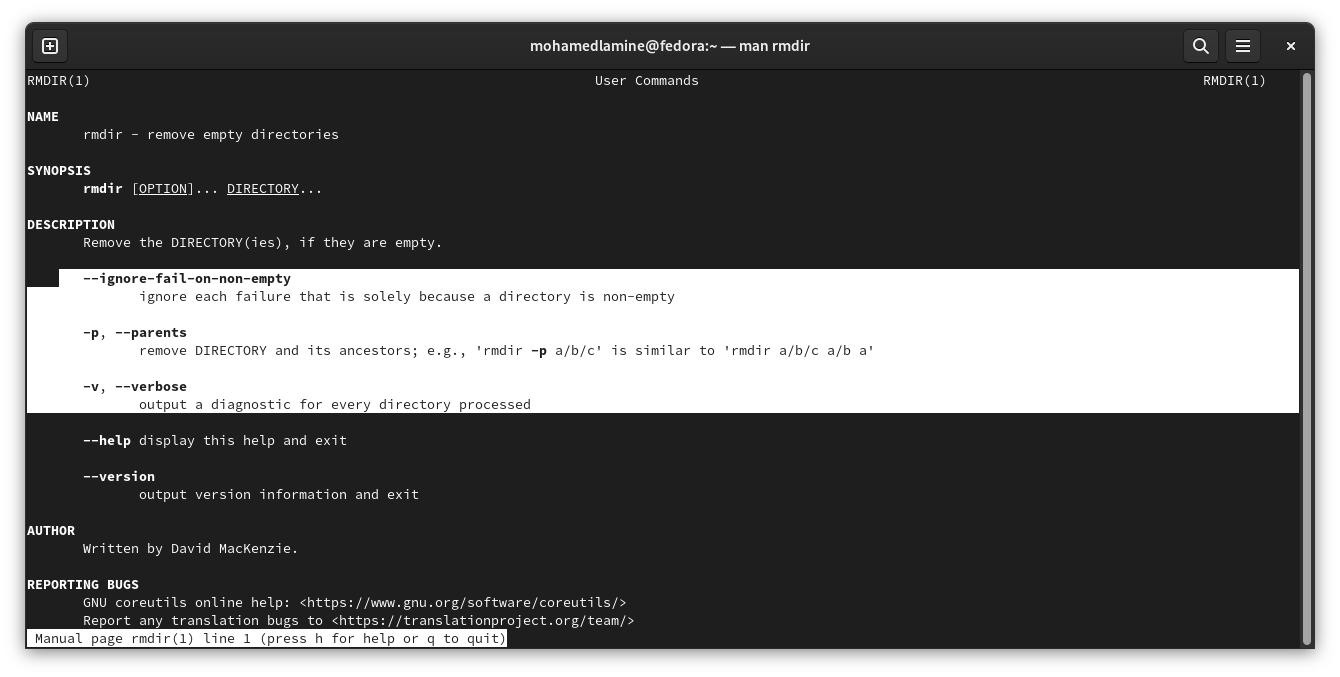 mohamedlamine@fedora:~ — man rmdir
RMDIR(1) User Commands RMDIR(1)
NAME
rmdir - remove empty directories
SYNOPSIS
rmdir [OPTION]... DIRECTORY...
DESCRIPTION
Remove the DIRECTORY(ies), if they are empty.
--ignore-fail-on-non-empty
ignore each failure that is solely because a directory is non-empty
-p, --parents
remove DIRECTORY and its ancestors; e.g., 'rmdir -p a/b/c' is similar to 'rmdir a/b/c a/b a'
-v, --verbose
output a diagnostic for every directory processed
--help display this help and exit
--version
output version information and exit
AUTHOR
Written by David MacKenzie.
REPORTING BUGS
GNU coreutils online help: <https://www.gnu.org/software/coreutils/>
Report any translation bugs to <https://translationproject.org/team/>
Manual page rmdir(1) line 1 (press h for help or q to quit)